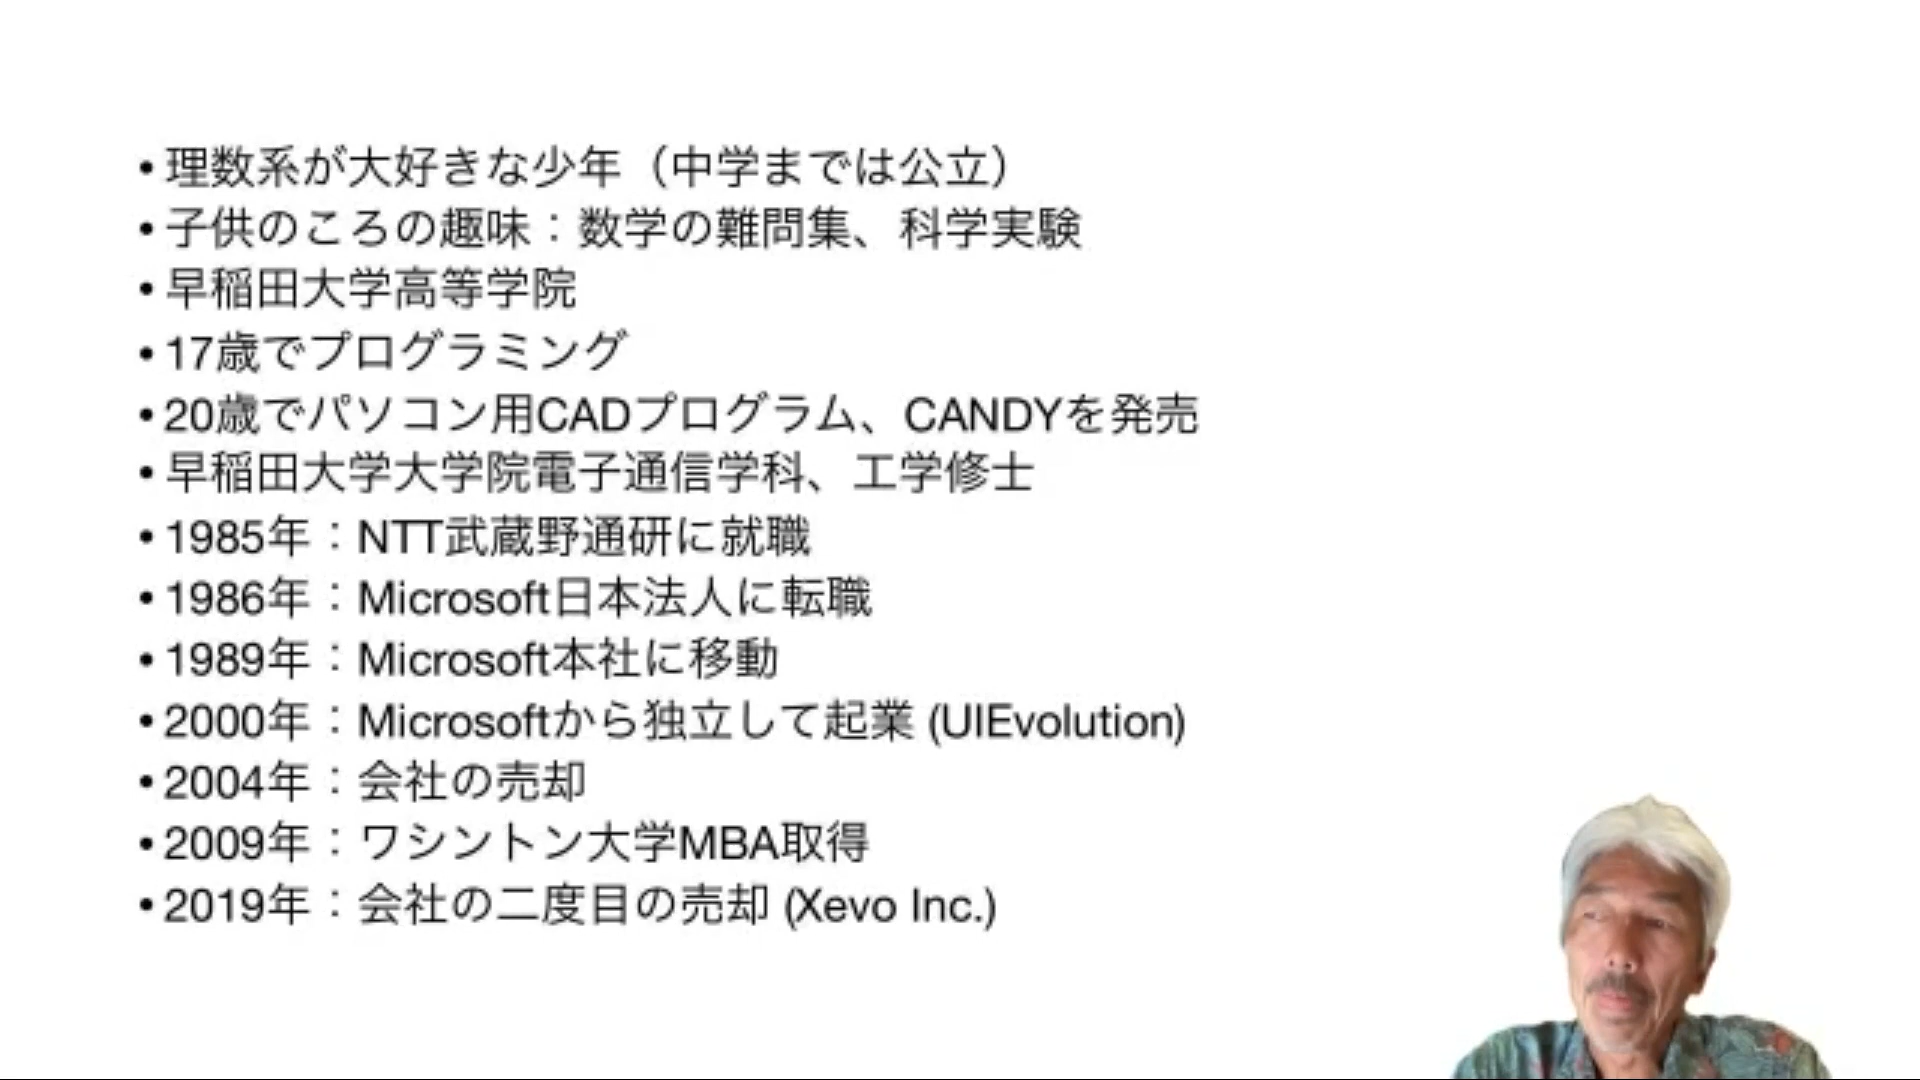 • 理数系が大好きな少年（中学までは公立）
• 子供のころの趣味：数学の難問集、科学実験
• 早稲田大学高等学院
• 17歳でプログラミング
• 20歳でパソコン用CADプログラム、CANDYを発売
• 早稲田大学大学院電子通信学科、工学修士
• 1985年：NTT武蔵野通研に就職
• 1986年：Microsoft日本法人に転職
• 1989年：Microsoft本社に移動
• 2000年：Microsoftから独立して起業 (UIEvolution)
• 2004年：会社の売却
• 2009年：ワシントン大学MBA取得
• 2019年：会社の二度目の売却 (Xevo Inc.)